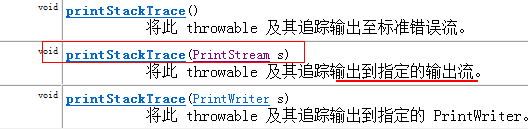 void printStackTrace()
将此 throwable 及其追踪输出至标准错误流。
void printStackTrace(PrintStream s)
将此 throwable 及其追踪输出到指定的输出流。
void printStackTrace(PrintWriter s)
将此 throwable 及其追踪输出到指定的 PrintWriter。